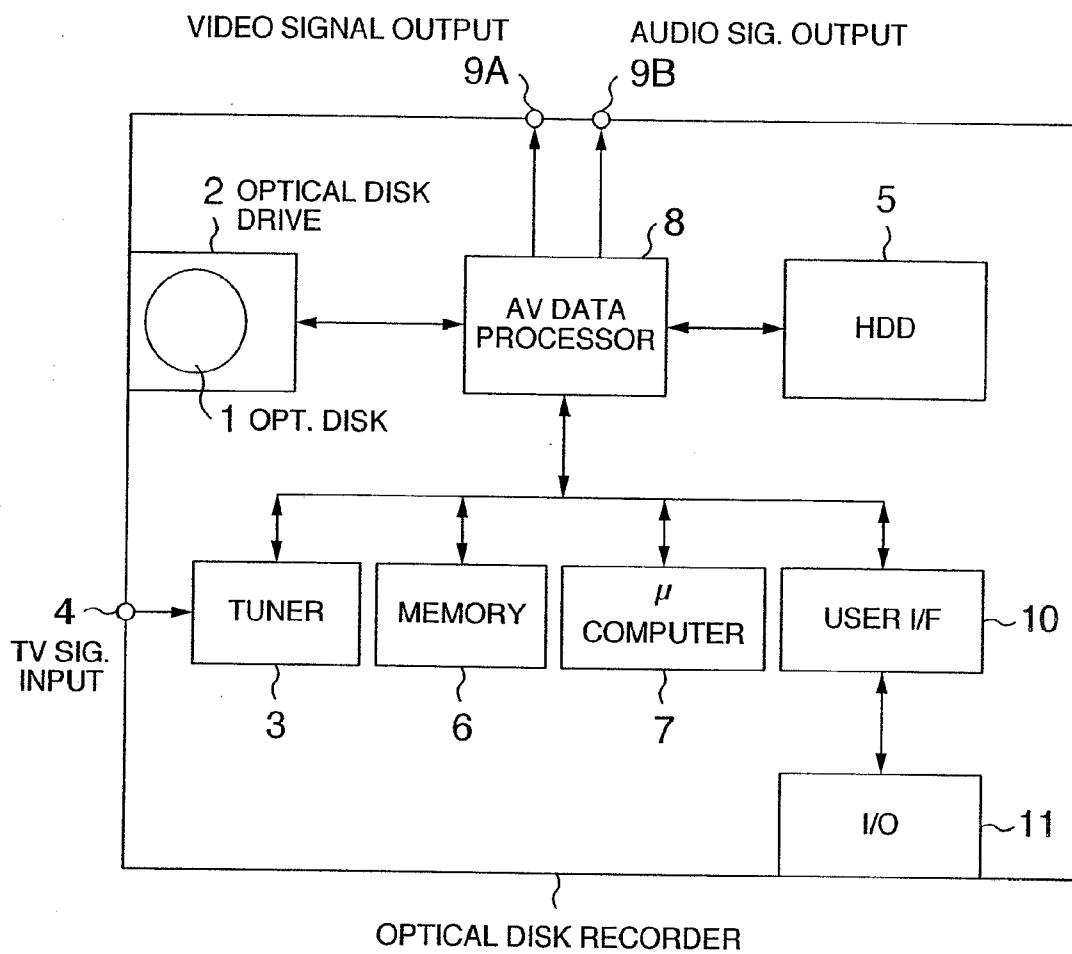 VIDEO SIGNAL OUTPUT
AUDIO SIG. OUTPUT
9A
9B
2 OPTICAL DISK
DRIVE
8
5
AV DATA
PROCESSOR
HDD
1 OPT. DISK
4
TV SIG.
INPUT
TUNER
MEMORY
μ
COMPUTER
USER I/F
10
3
6
7
I/O
11
OPTICAL DISK RECORDER